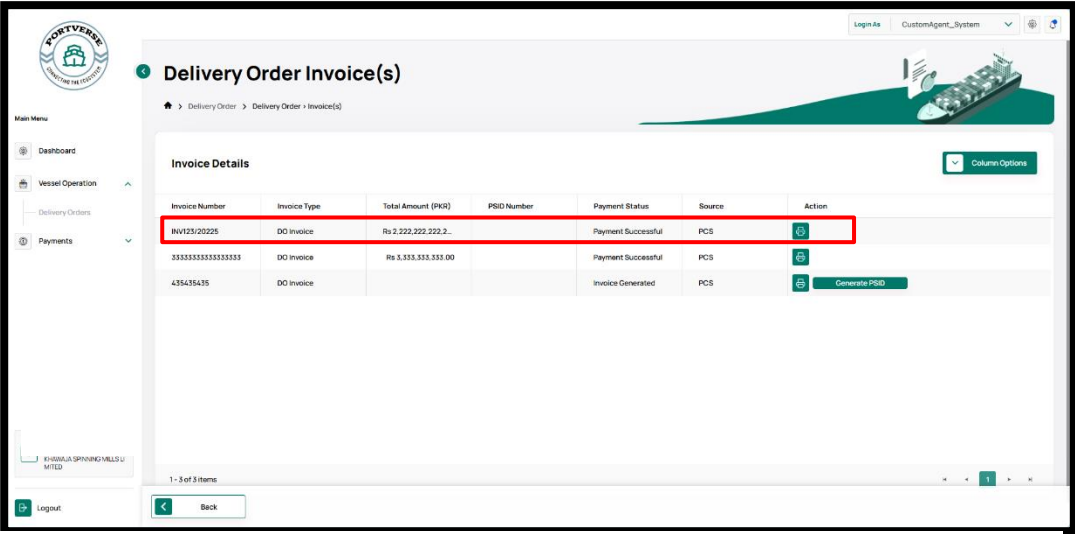 Login As CustomAgent_System
PORTVERSE
CONNECTING THE ECOSYSTEM
Delivery Order Invoice(s)
> Delivery Order > Delivery Order > Invoice(s)
Main Menu
Dashboard
Vessel Operation
Delivery Orders
Payments
Invoice Details
Column Options
Invoice Number Invoice Type Total Amount (PKR) PSID Number Payment Status Source Action
INV123/20225 DO Invoice Rs 2,222,222,222,2... Payment Successful PCS
33333333333333333 DO Invoice Rs 3,333,333,333.00 Payment Successful PCS
435435435 DO Invoice Invoice Generated PCS Generate PSID
KHAWAJA SPINNING MILLS LI
MITED
1 - 3 of 3 items
1
Logout
Back